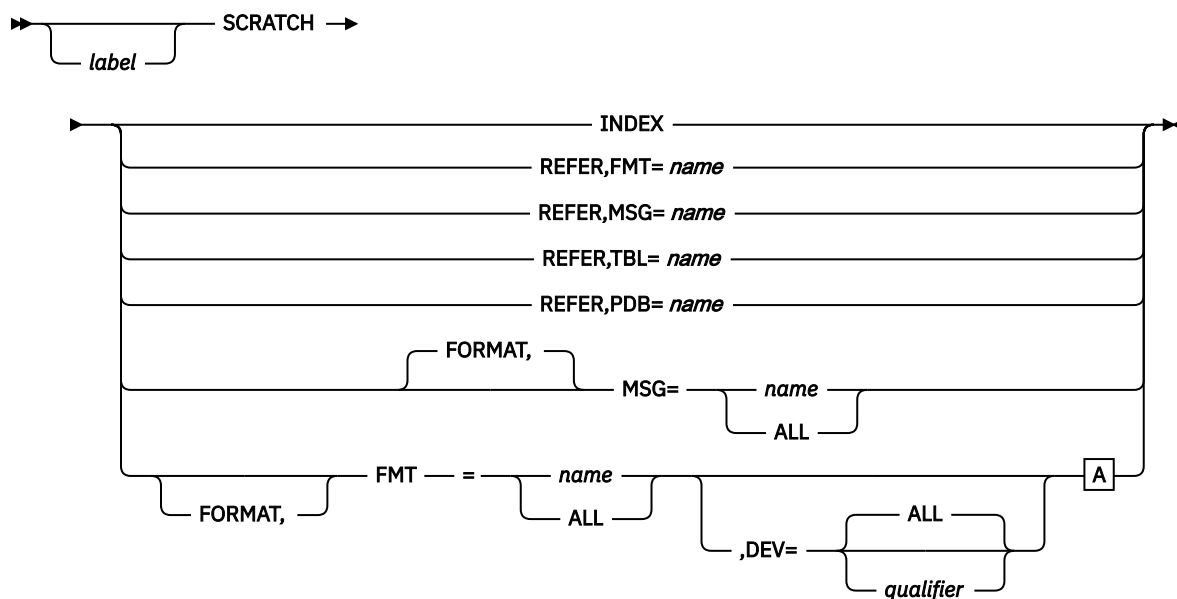 SCRATCH
label
INDEX
REFER,FMT= name
REFER,MSG= name
REFER,TBL= name
REFER,PDB= name
FORMAT,
MSG= name
ALL
FMT = name A
FORMAT, ALL
ALL
,DEV=
qualifier